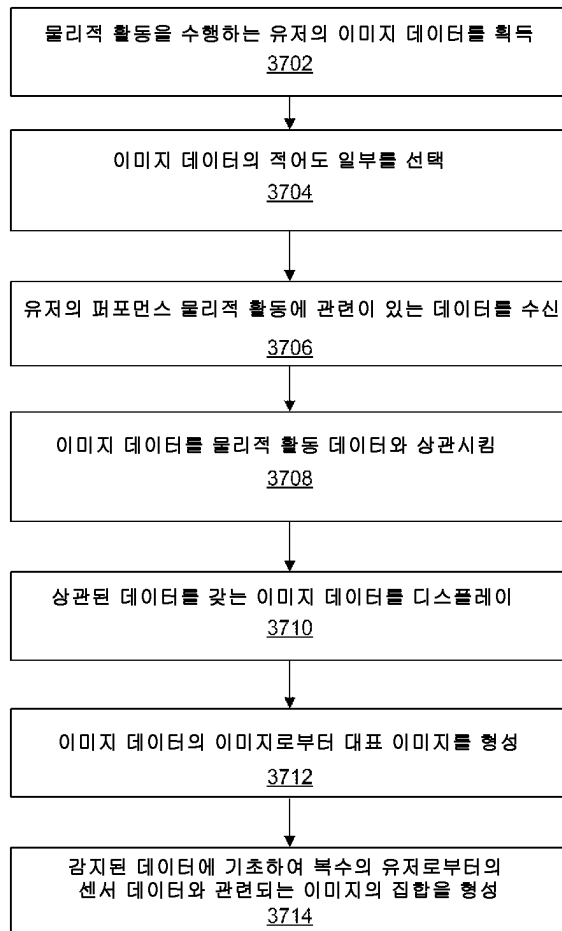 물리적 활동을 수행하는 유저의 이미지 데이터를 획득
3702
이미지 데이터의 적어도 일부를 선택
3704
유저의 퍼포먼스 물리적 활동에 관련이 있는 데이터를 수신
3706
이미지 데이터를 물리적 활동 데이터와 상관시킴
3708
상관된 데이터를 갖는 이미지 데이터를 디스플레이
3710
이미지 데이터의 이미지로부터 대표 이미지를 형성
3712
감지된 데이터에 기초하여 복수의 유저로부터의
센서 데이터와 관련되는 이미지의 집합을 형성
3714